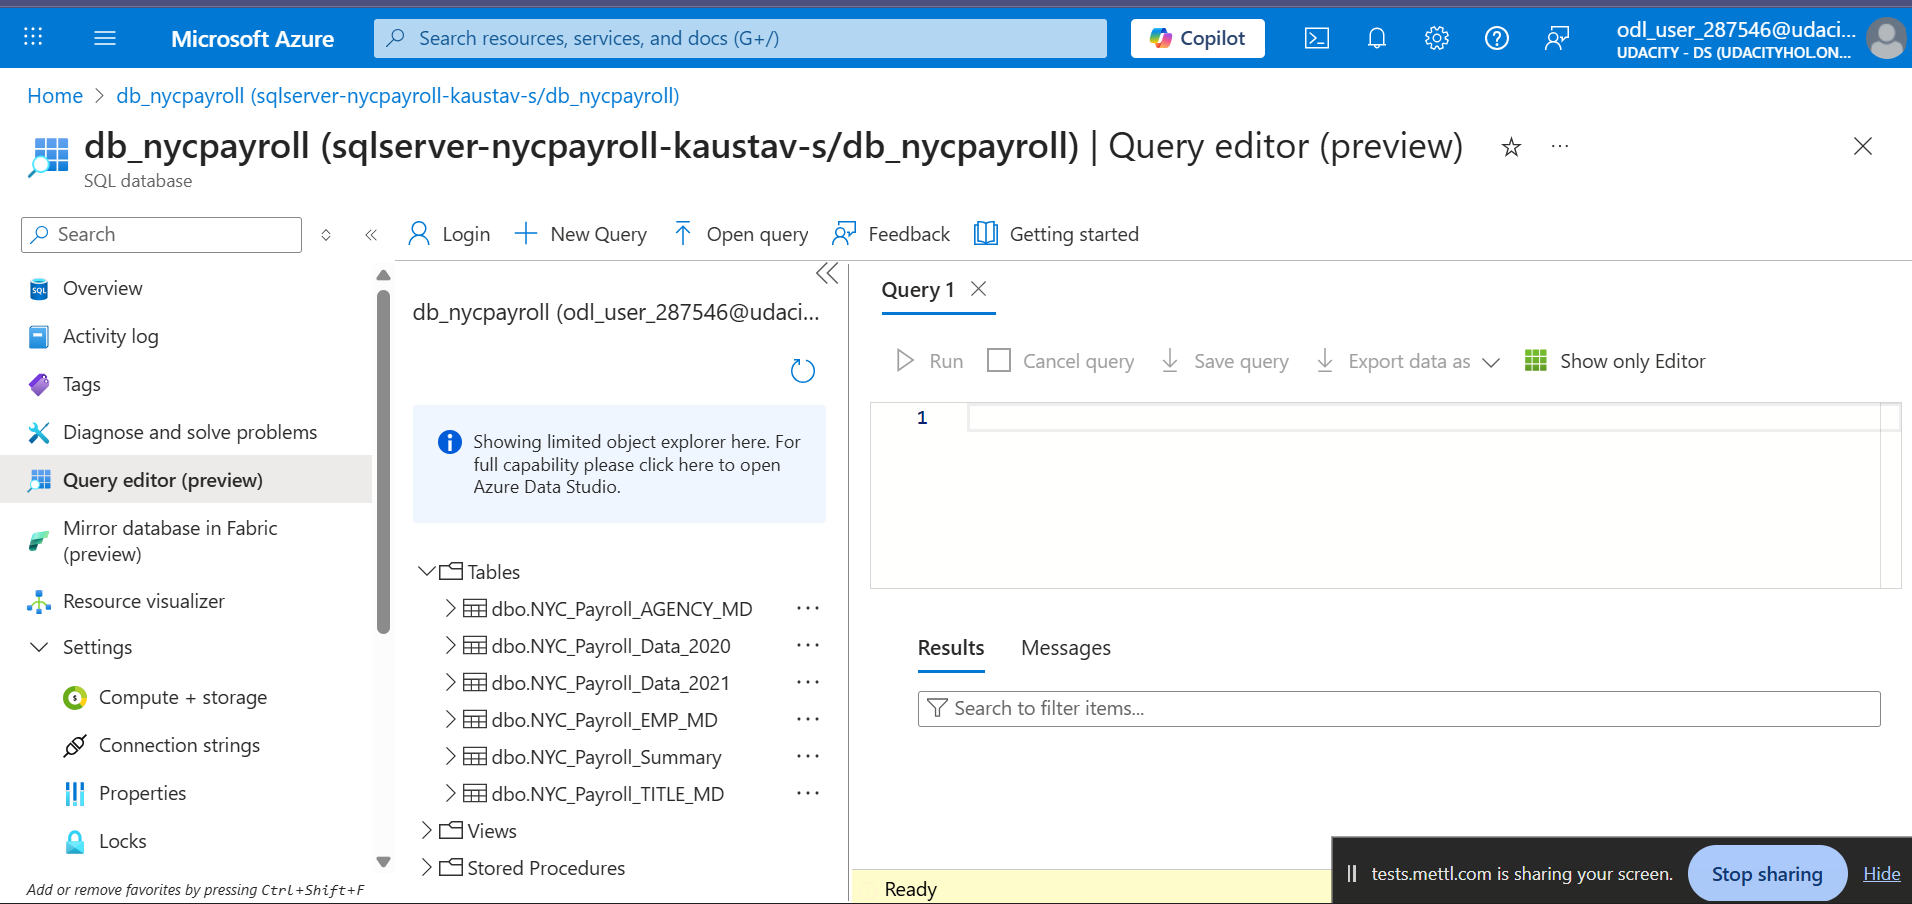 Microsoft Azure
Search resources, services, and docs (G+/)
Copilot
odl_user_287546@udaci...
UDACITY - DS (UDACITYHOL.ON...
Home > db_nycpayroll (sqlserver-nycpayroll-kaustav-s/db_nycpayroll)
db_nycpayroll (sqlserver-nycpayroll-kaustav-s/db_nycpayroll) | Query editor (preview)
SQL database
Search
Overview
Activity log
Tags
Diagnose and solve problems
Query editor (preview)
Mirror database in Fabric
(preview)
Resource visualizer
Settings
Compute + storage
Connection strings
Properties
Locks
Add or remove favorites by pressing Ctrl+Shift+F
Login
New Query
Open query
Feedback
Getting started
db_nycpayroll (odl_user_287546@udaci...
Showing limited object explorer here. For
full capability please click here to open
Azure Data Studio.
Tables
dbo.NYC_Payroll_AGENCY_MD
dbo.NYC_Payroll_Data_2020
dbo.NYC_Payroll_Data_2021
dbo.NYC_Payroll_EMP_MD
dbo.NYC_Payroll_Summary
dbo.NYC_Payroll_TITLE_MD
Views
Stored Procedures
Query 1
Run
Cancel query
Save query
Export data as
Show only Editor
1
Results
Messages
Search to filter items...
Ready
tests.mettl.com is sharing your screen.
Stop sharing
Hide